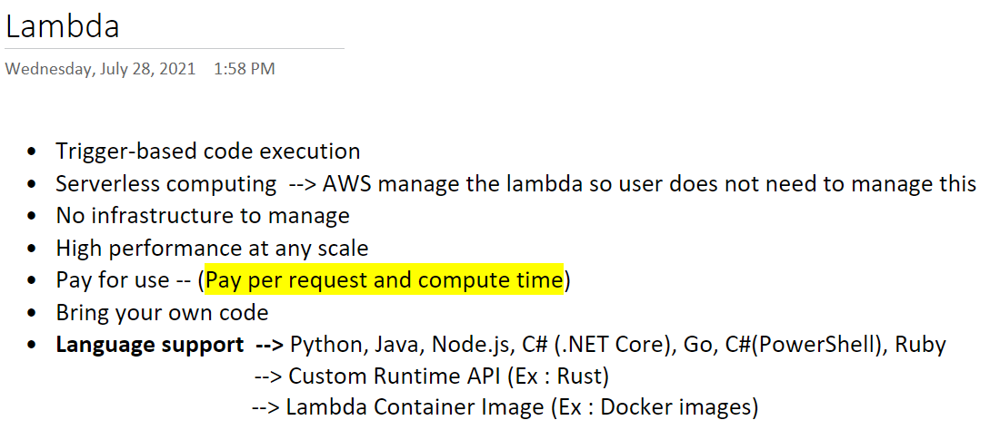 Lambda
Wednesday, July 28, 2021 1:58 PM
• Trigger-based code execution
• Serverless computing --> AWS manage the lambda so user does not need to manage this
• No infrastructure to manage
• High performance at any scale
• Pay for use -- (Pay per request and compute time)
• Bring your own code
• Language support --> Python, Java, Node.js, C# (.NET Core), Go, C#(PowerShell), Ruby
--> Custom Runtime API (Ex : Rust)
--> Lambda Container Image (Ex : Docker images)